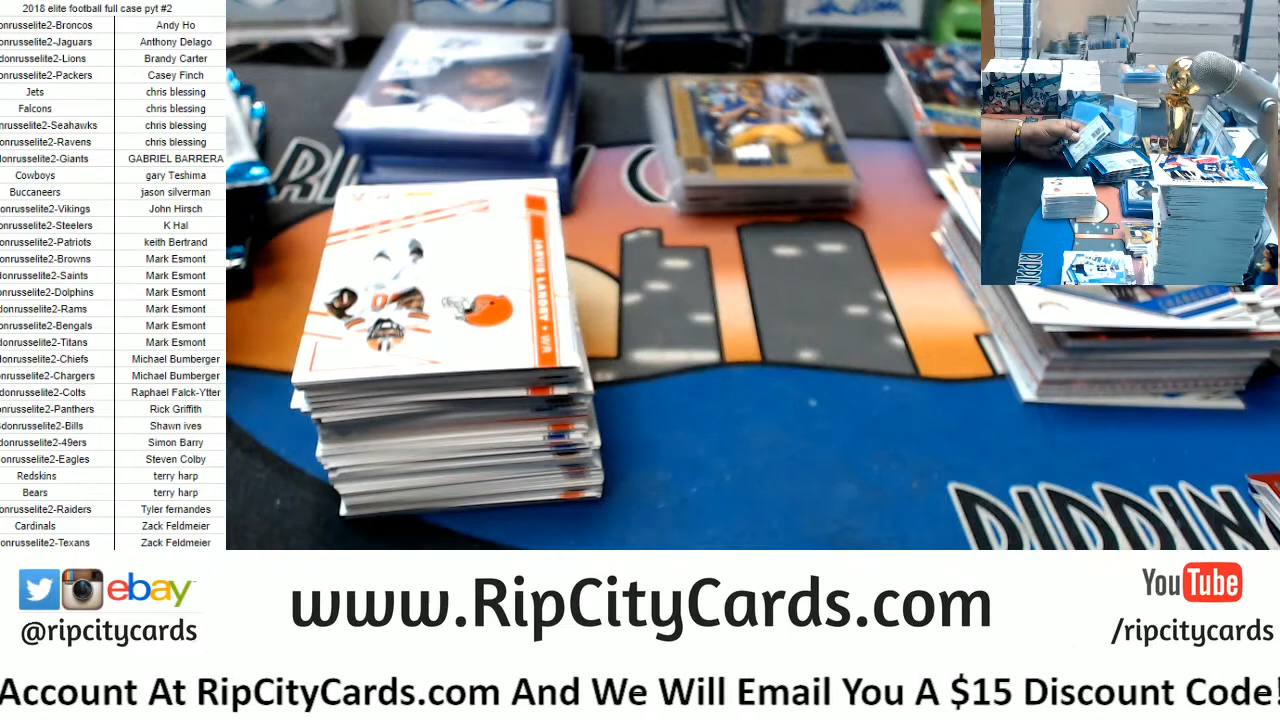 2018 elite football full case pyt #2
onrusselite2-Broncos Andy Ho
onrusselite2-Jaguars Anthony Delago
donrusselite2-Lions Brandy Carter
onrusselite2-Packers Casey Finch
Jets chris blessing
Falcons chris blessing
nrusselite2-Seahawks chris blessing
nrusselite2-Ravens chris blessing
donrusselite2-Giants GABRIEL BARRERA
Cowboys gary Teshima
Buccaneers jason silverman
onrusselite2-Vikings John Hirsch
onrusselite2-Steelers K Hal
onrusselite2-Patriots keith Bertrand
onrusselite2-Browns Mark Esmont
onrusselite2-Saints Mark Esmont
onrusselite2-Dolphins Mark Esmont
donrusselite2-Rams Mark Esmont
onrusselite2-Bengals Mark Esmont
donrusselite2-Titans Mark Esmont
donrusselite2-Chiefs Michael Bumberger
onrusselite2-Chargers Michael Bumberger
donrusselite2-Colts Raphael Falck-Ytter
onrusselite2-Panthers Rick Griffith
donrusselite2-Bills Shawn ives
donrusselite2-49ers Simon Barry
onrusselite2-Eagles Steven Colby
Redskins terry harp
Bears terry harp
onrusselite2-Raiders Tyler fernandes
Cardinals Zack Feldmeier
onrusselite2-Texans Zack Feldmeier
JARVIS LANDRY • WR
RIPPIN
RIPPIN
ebay
@ripcitycards
www.RipCityCards.com
YouTube
/ripcitycards
Account At RipCityCards.com And We Will Email You A $15 Discount Code!